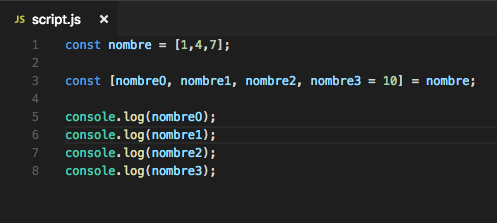 JS script.js ×
1 const nombre = [1,4,7];
2
3 const [nombre0, nombre1, nombre2, nombre3 = 10] = nombre;
4
5 console.log(nombre0);
6 console.log(nombre1);
7 console.log(nombre2);
8 console.log(nombre3);